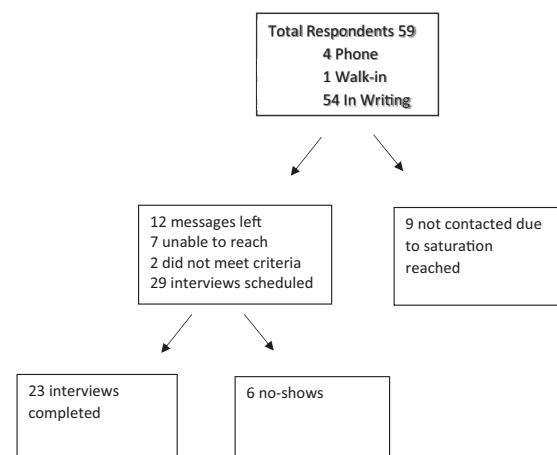 Total Respondents 59
4 Phone
1 Walk-in
54 In Writing
12 messages left
7 unable to reach
2 did not meet criteria
29 interviews scheduled
9 not contacted due
to saturation
reached
23 interviews
completed
6 no-shows